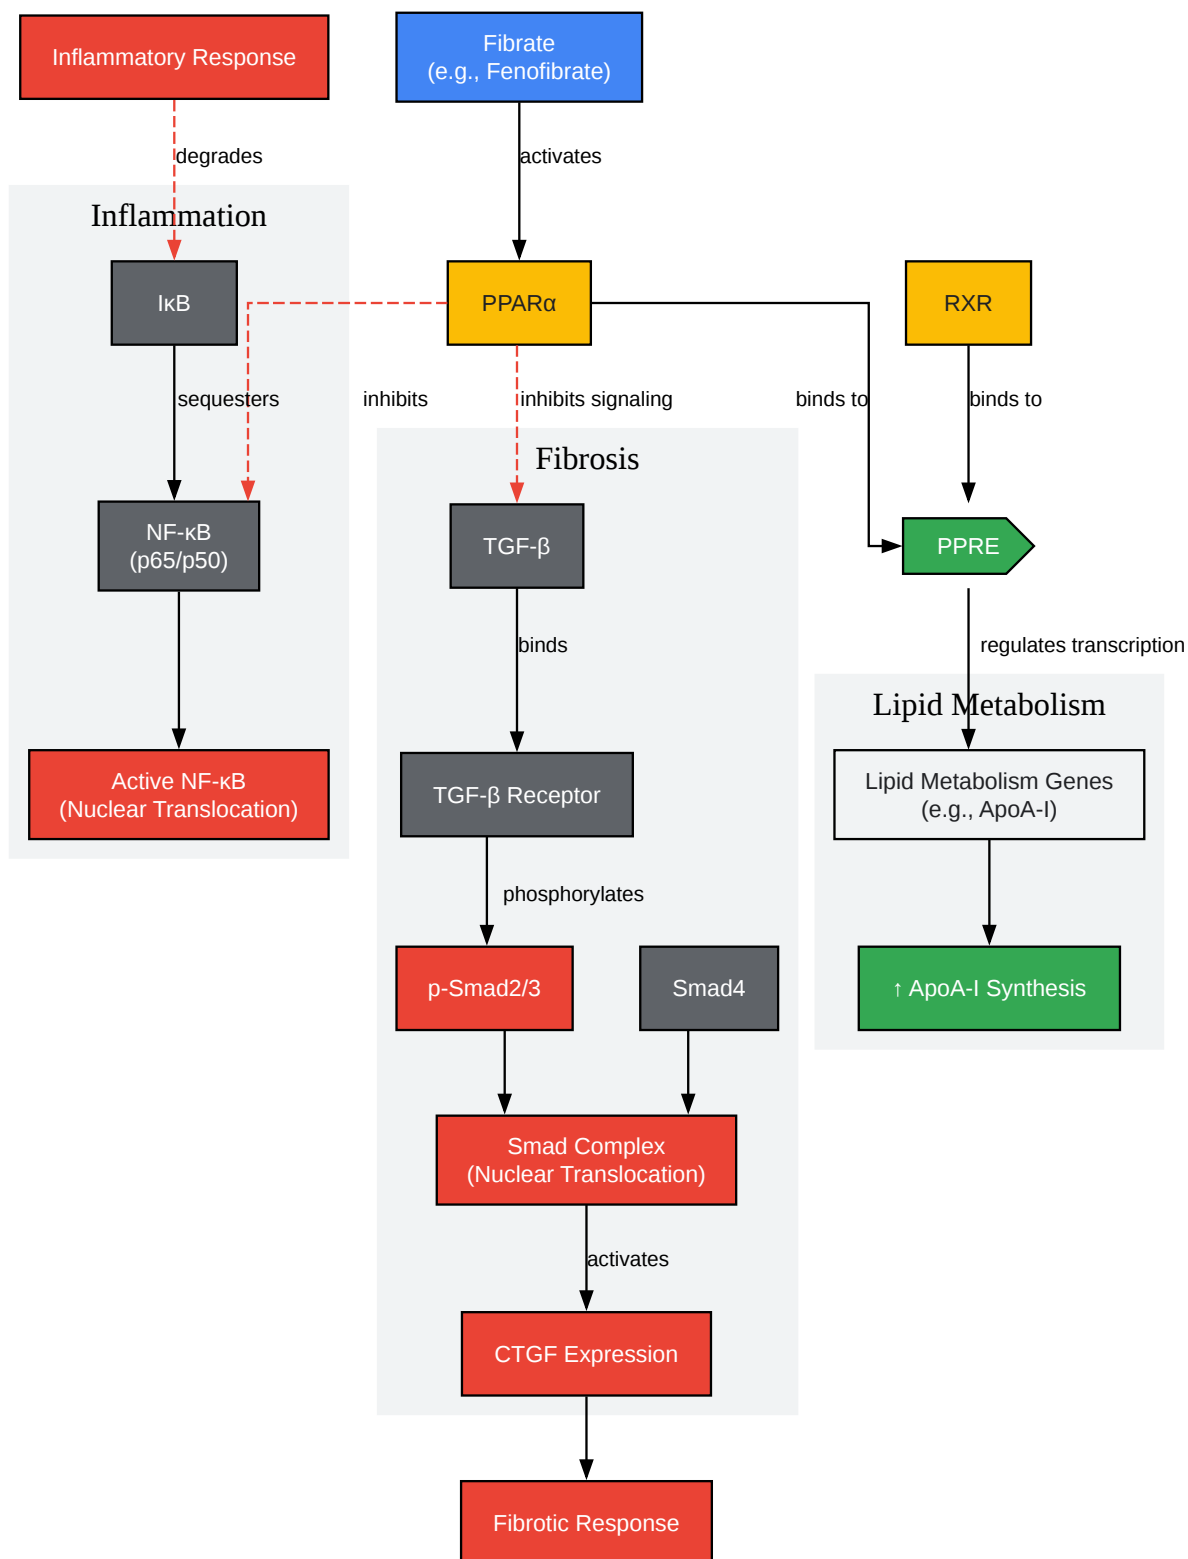 Inflammatory Response
Fibrate
(e.g., Fenofibrate)
degrades
activates
Inflammation
IκB
PPARα
RXR
sequesters
inhibits
inhibits signaling
binds to
binds to
Fibrosis
NF-κB
(p65/p50)
TGF-β
PPRE
binds
regulates transcription
Lipid Metabolism
Active NF-κB
(Nuclear Translocation)
TGF-β Receptor
Lipid Metabolism Genes
(e.g., ApoA-I)
phosphorylates
p-Smad2/3
Smad4
↑ ApoA-I Synthesis
Smad Complex
(Nuclear Translocation)
activates
CTGF Expression
Fibrotic Response